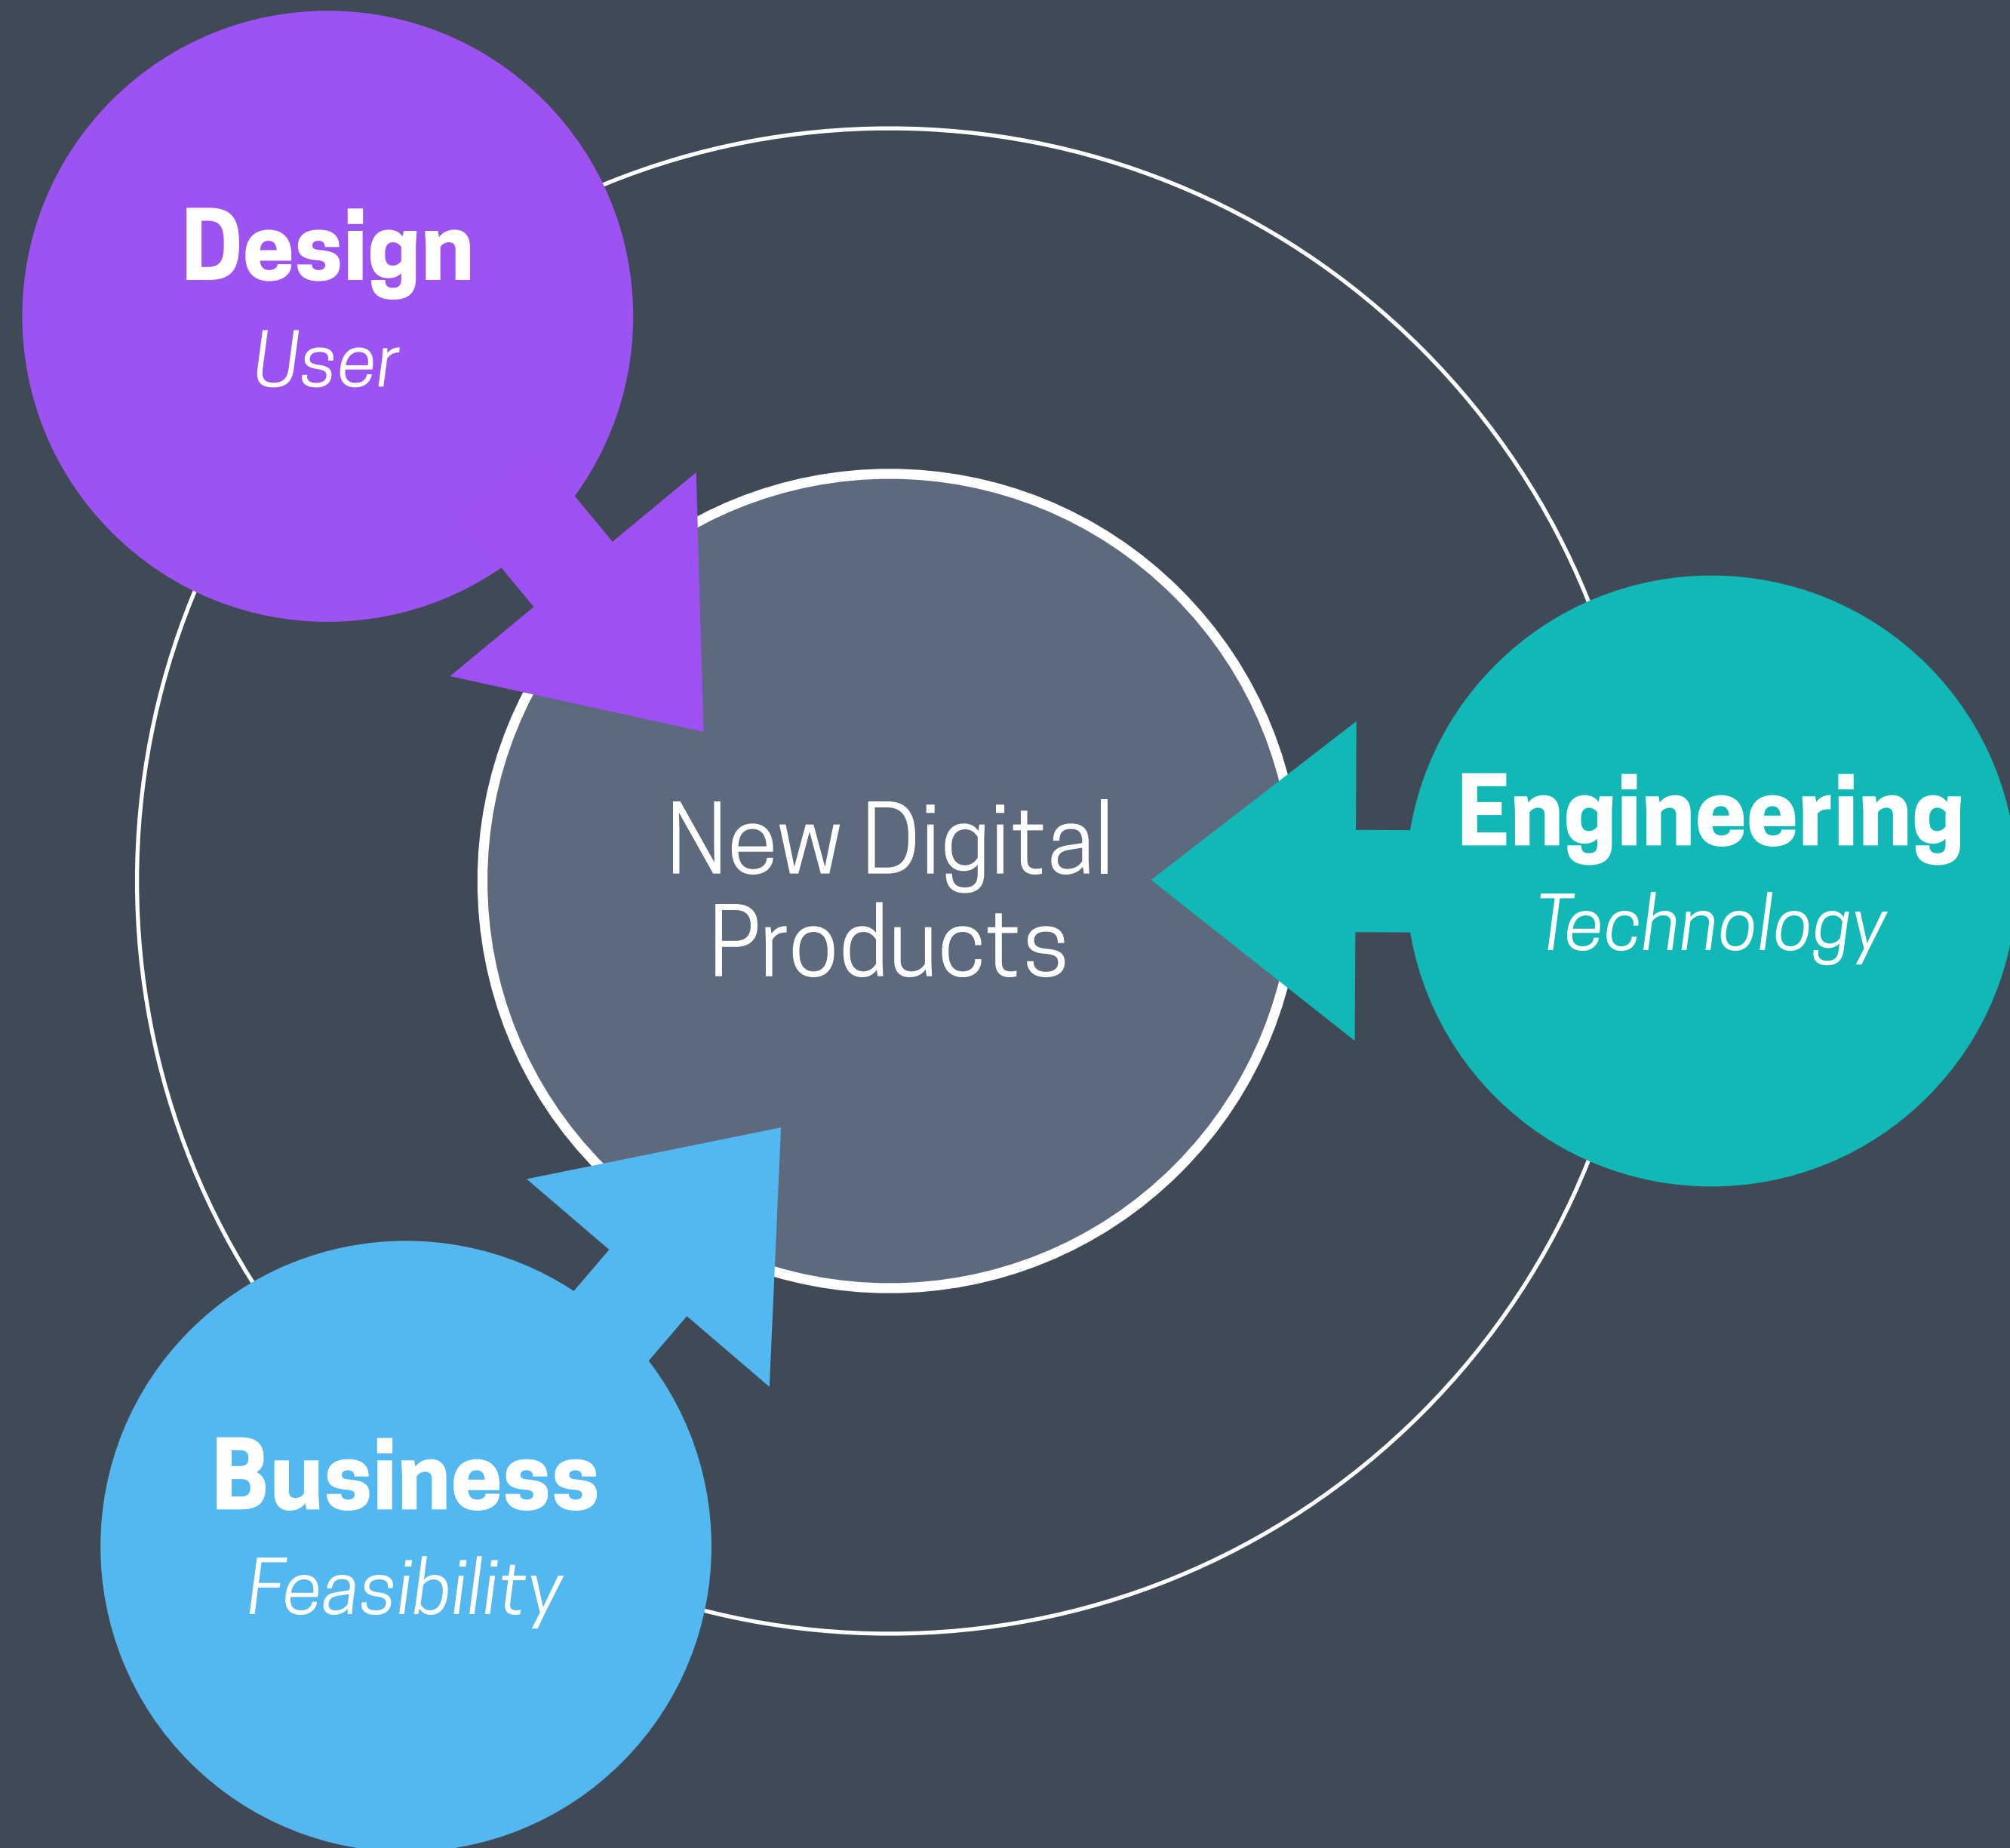 Design
User
New Digital
Products
Engineering
Technology
Business
Feasibility